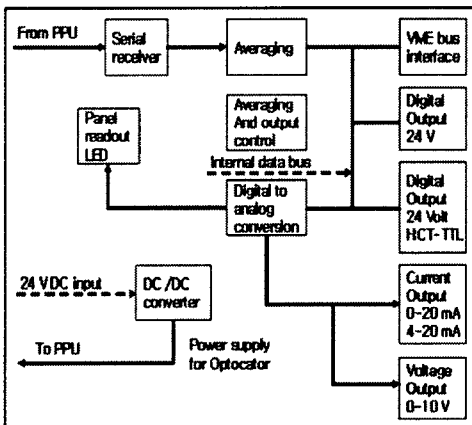 From PPU
Serial
receiver
Averaging
VME bus
interface
Panel
readout
LED
Averaging
And output
control
Digital
Output
24 V
Internal data bus
Digital to
analog
conversion
Digital
Output
24 Volt
HCT-TTL
24 V DC input
DC /DC
converter
Current
Output
0~20 mA
4~20 mA
To PPU
Power supply
for Optocator
Voltage
Output
0~10 V